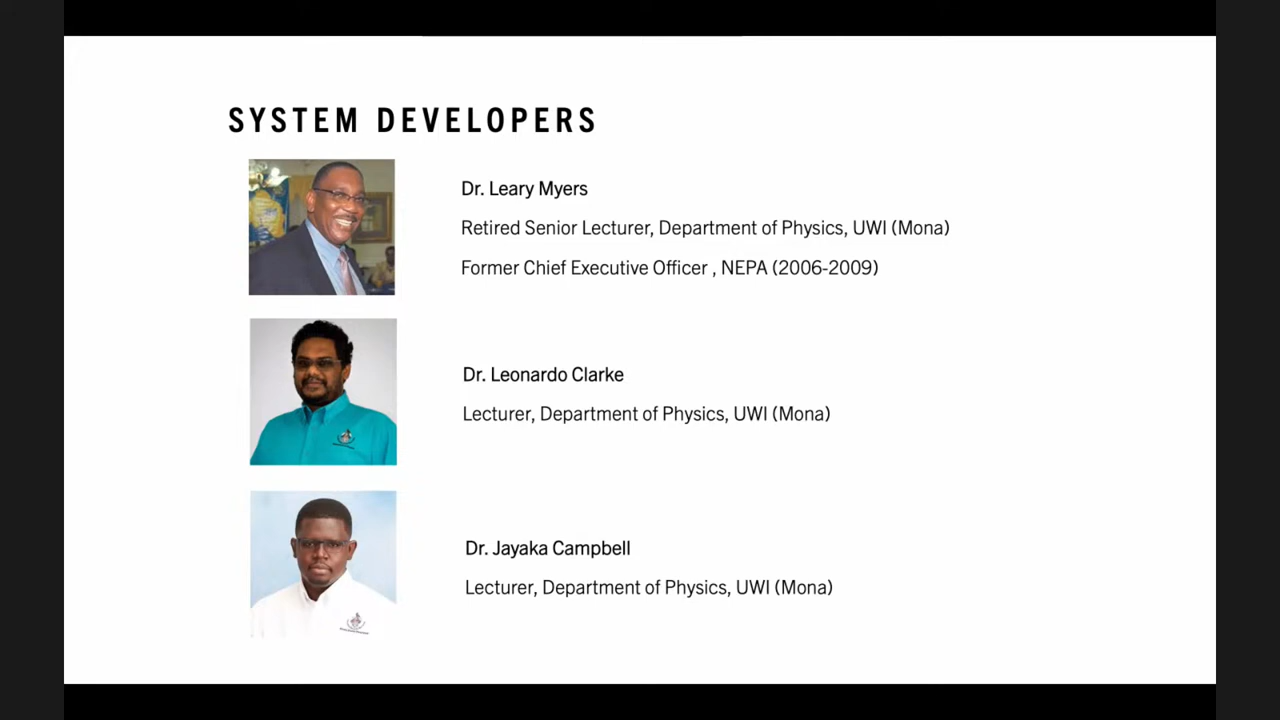 SYSTEM DEVELOPERS
Dr. Leary Myers
Retired Senior Lecturer, Department of Physics, UWI (Mona)
Former Chief Executive Officer , NEPA (2006-2009)
Dr. Leonardo Clarke
Lecturer, Department of Physics, UWI (Mona)
Dr. Jayaka Campbell
Lecturer, Department of Physics, UWI (Mona)